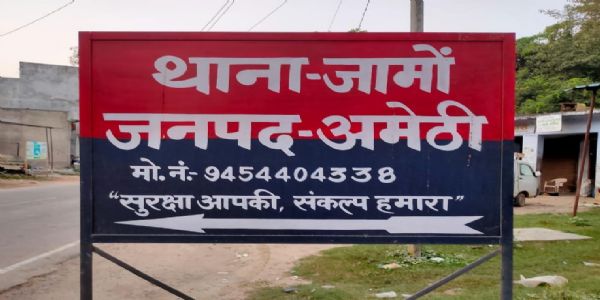 थाना-जामों
जनपद-अमेठी
मो.नं:- 9454404338
“सुरक्षा आपकी, संकल्प हमारा”